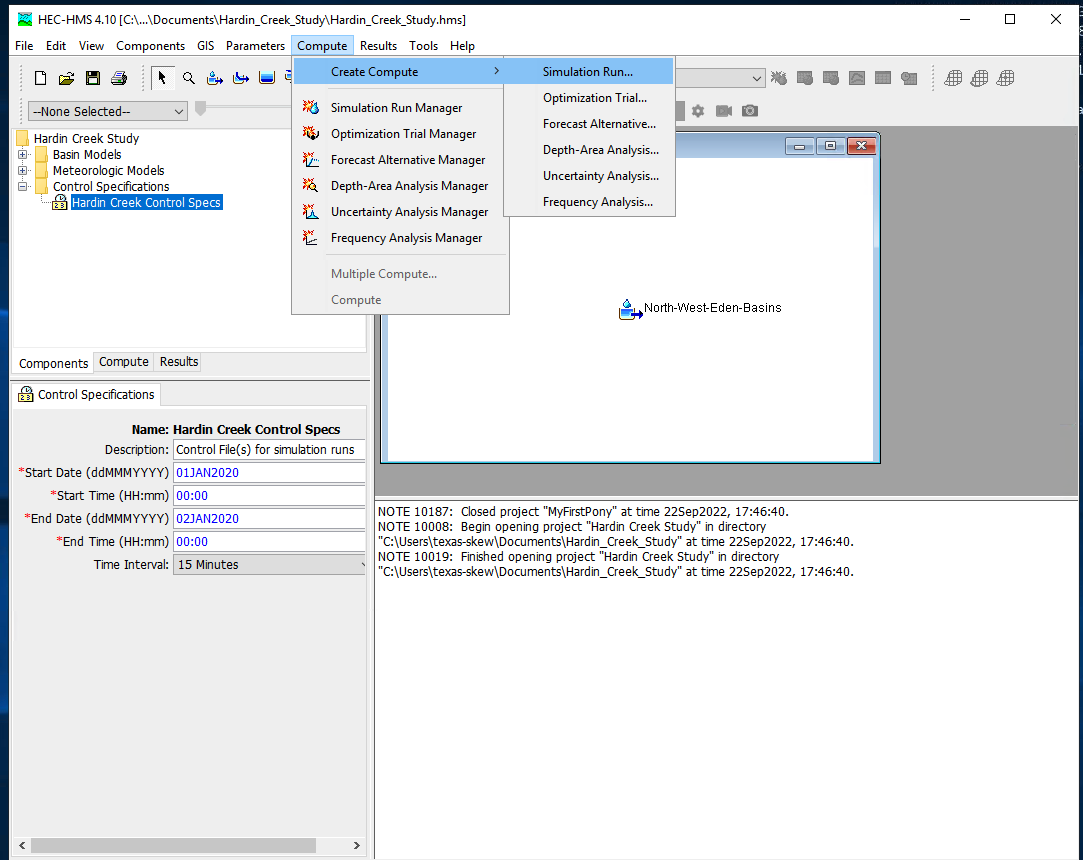 HEC-HMS 4.10 [C:\...\Documents\Hardin_Creek_Study\Hardin_Creek_Study.hms]
File Edit View Components GIS Parameters Compute Results Tools Help
Create Compute
Simulation Run Manager
Optimization Trial Manager
Forecast Alternative Manager
Depth-Area Analysis Manager
Uncertainty Analysis Manager
Frequency Analysis Manager
Multiple Compute...
Compute
Simulation Run...
Optimization Trial...
Forecast Alternative...
Depth-Area Analysis...
Uncertainty Analysis...
Frequency Analysis...
--None Selected--
Hardin Creek Study
Basin Models
Meteorologic Models
Control Specifications
Hardin Creek Control Specs
Components Compute Results
North-West-Eden-Basins
Control Specifications
Name: Hardin Creek Control Specs
Description: Control File(s) for simulation runs
*Start Date (ddMMMYYYY) 01JAN2020
*Start Time (HH:mm) 00:00
*End Date (ddMMMYYYY) 02JAN2020
*End Time (HH:mm) 00:00
Time Interval: 15 Minutes
NOTE 10187: Closed project "MyFirstPony" at time 22Sep2022, 17:46:40.
NOTE 10008: Begin opening project "Hardin Creek Study" in directory
"C:\Users\texas-skew\Documents\Hardin_Creek_Study" at time 22Sep2022, 17:46:40.
NOTE 10019: Finished opening project "Hardin Creek Study" in directory
"C:\Users\texas-skew\Documents\Hardin_Creek_Study" at time 22Sep2022, 17:46:40.